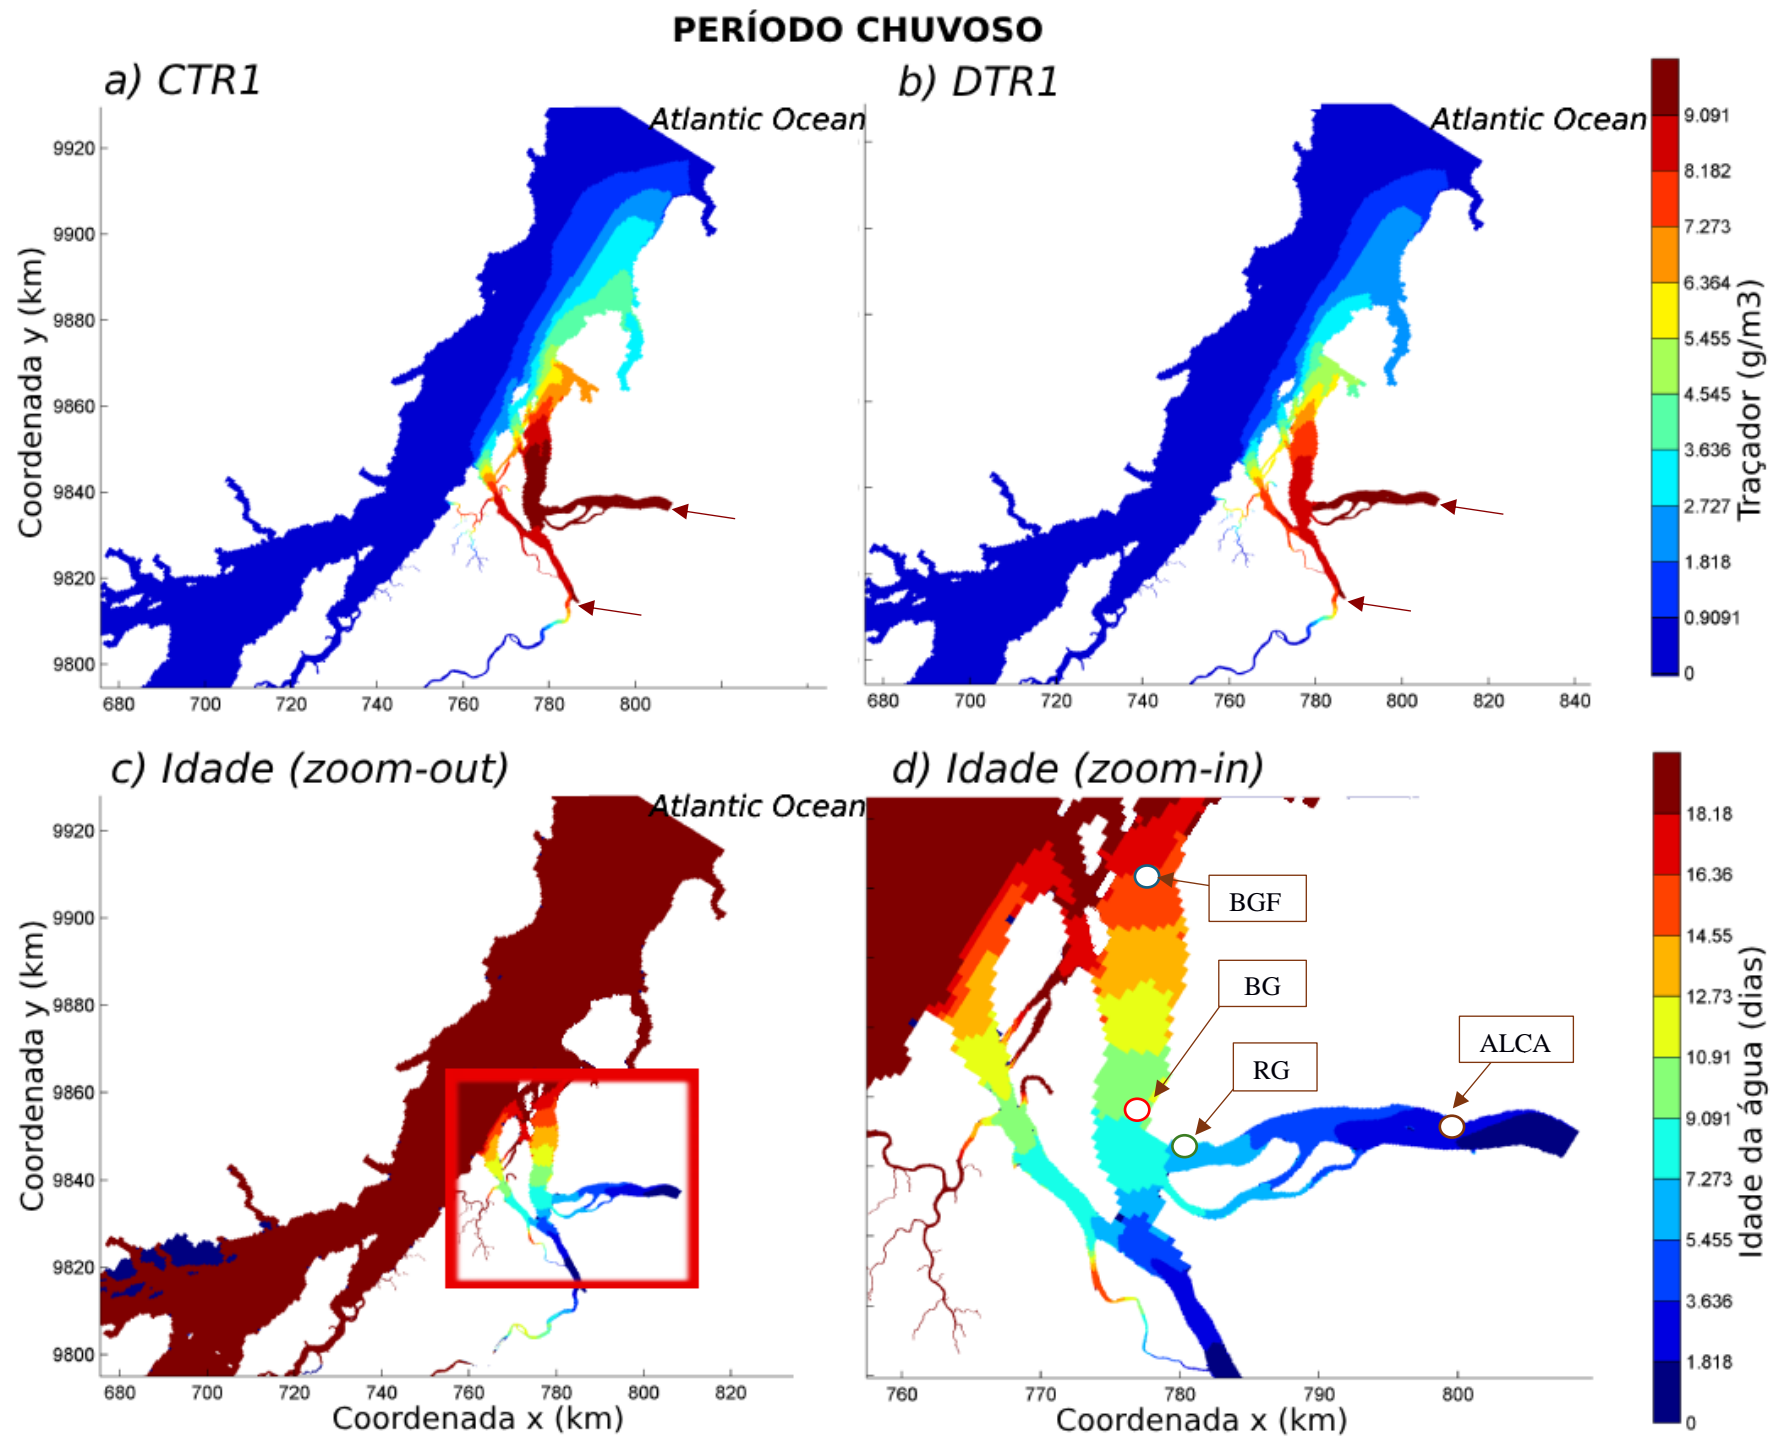 PERÍODO CHUVOSO
a) CTR1
b) DTR1
Atlantic Ocean
Atlantic Ocean
Coordenada y (km)
9920
9900
9880
9860
9840
9820
9800
680 700 720 740 760 780 800
680 700 720 740 760 780 800 820 840
9.091
8.182
7.273
6.364
5.455
4.545
3.636
2.727
1.818
0.9091
0
Traçador (g/m3)
c) Idade (zoom-out)
d) Idade (zoom-in)
Atlantic Ocean
Coordenada y (km)
9920
9900
9880
9860
9840
9820
9800
680 700 720 740 760 780 800 820
Coordenada x (km)
BGF
BG
RG
ALCA
760 770 780 790 800
Coordenada x (km)
18.18
16.36
14.55
12.73
10.91
9.091
7.273
5.455
3.636
1.818
0
Idade da água (dias)